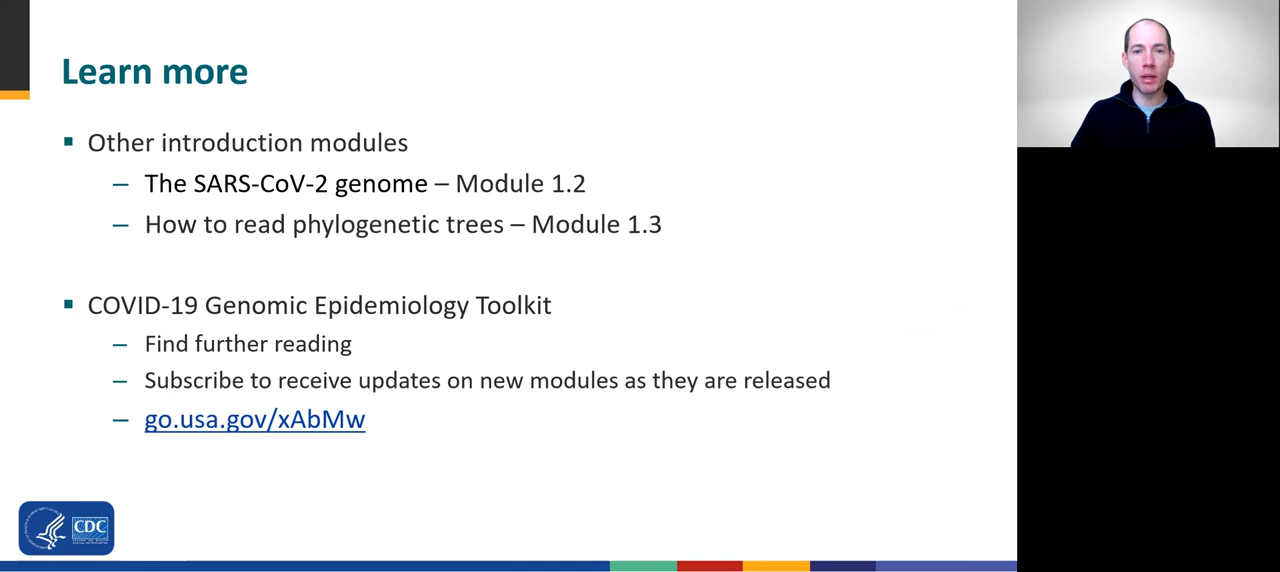 Learn more
Other introduction modules
– The SARS-CoV-2 genome – Module 1.2
– How to read phylogenetic trees – Module 1.3
COVID-19 Genomic Epidemiology Toolkit
– Find further reading
– Subscribe to receive updates on new modules as they are released
– go.usa.gov/xAbMw
CDC